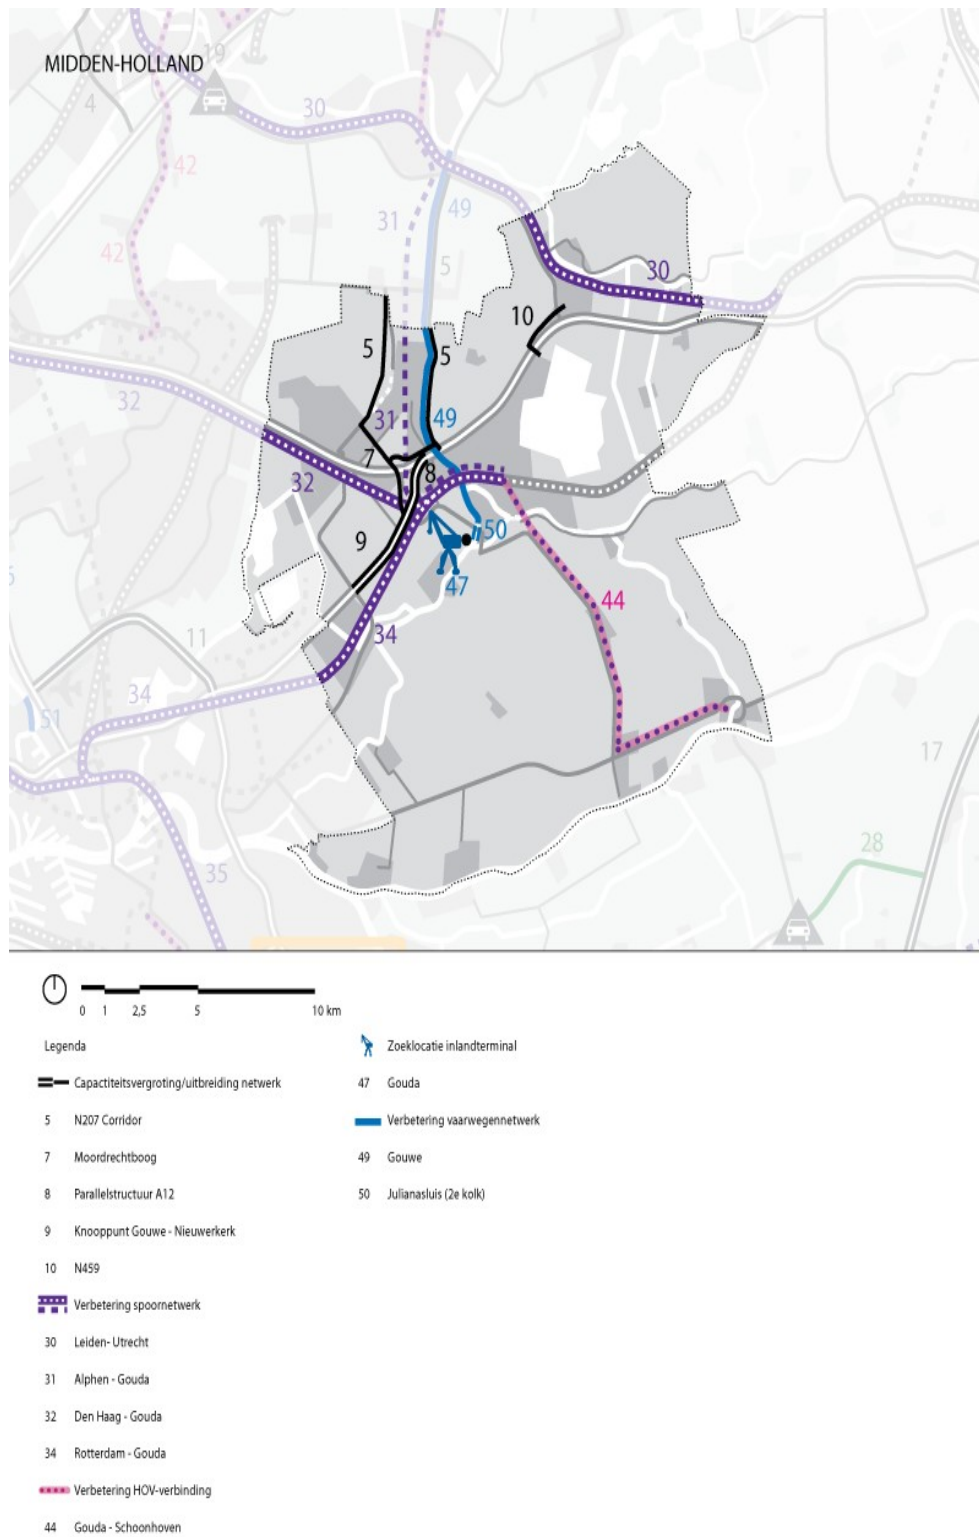 MIDDEN-HOLLAND
19
4
30
42
31
49
42
5
30
10
5
5
32
31
49
7
8
32
50
9
47
44
11
34
34
51
17
28
35
0 1 2,5 5 10 km
Legenda
Capactiteitsvergroting/uitbreiding netwerk
5 N207 Corridor
7 Moordrechtboog
8 Parallelstructuur A12
9 Knooppunt Gouwe - Nieuwerkerk
10 N459
Verbetering spoornetwerk
30 Leiden- Utrecht
31 Alphen - Gouda
32 Den Haag - Gouda
34 Rotterdam - Gouda
Verbetering HOV-verbinding
44 Gouda - Schoonhoven
Zoeklocatie inlandterminal
47 Gouda
Verbetering vaarwegennetwerk
49 Gouwe
50 Julianasluis (2e kolk)